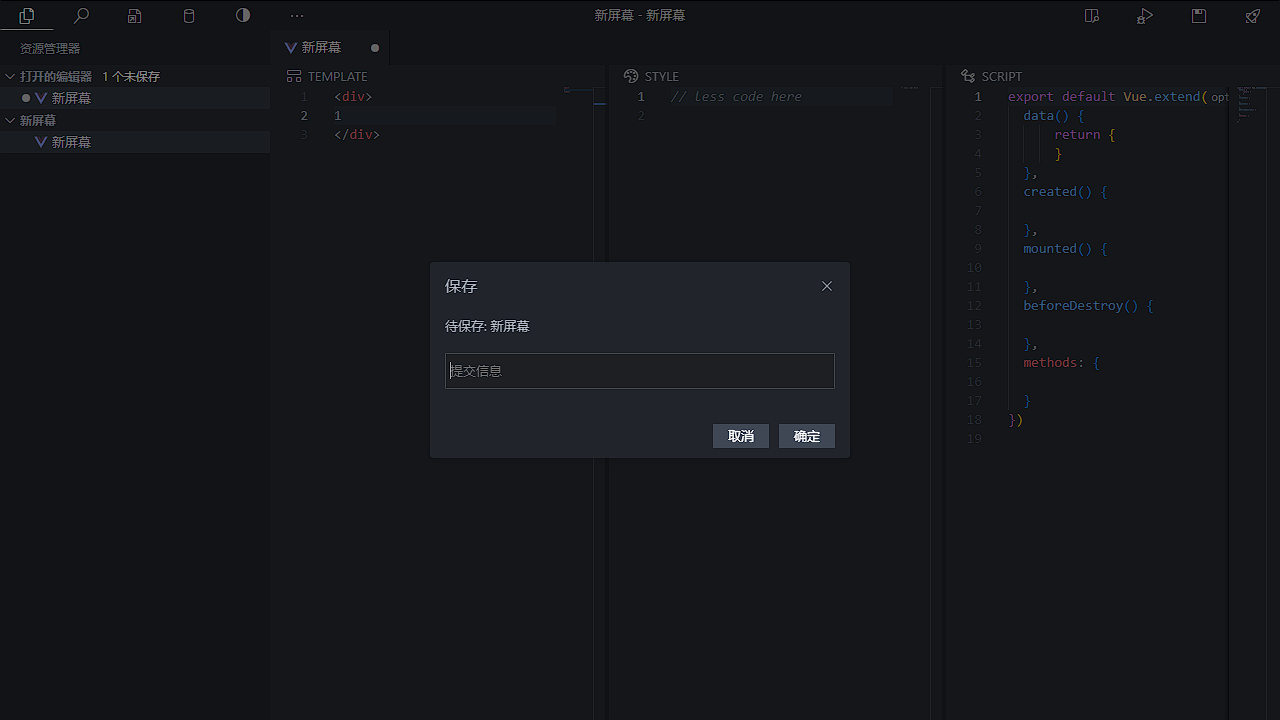 新屏幕 - 新屏幕
资源管理器
打开的编辑器 1 个未保存
新屏幕
新屏幕
新屏幕
新屏幕
TEMPLATE
1 <div>
2 1
3 </div>
STYLE
1 // less code here
2
SCRIPT
1 export default Vue.extend( opt
2 data() {
3 return {
4 }
5 },
6 created() {
7
8 },
9 mounted() {
10
11 },
12 beforeDestroy() {
13
14 },
15 methods: {
16
17 }
18 })
19
保存
待保存: 新屏幕
提交信息
取消 确定